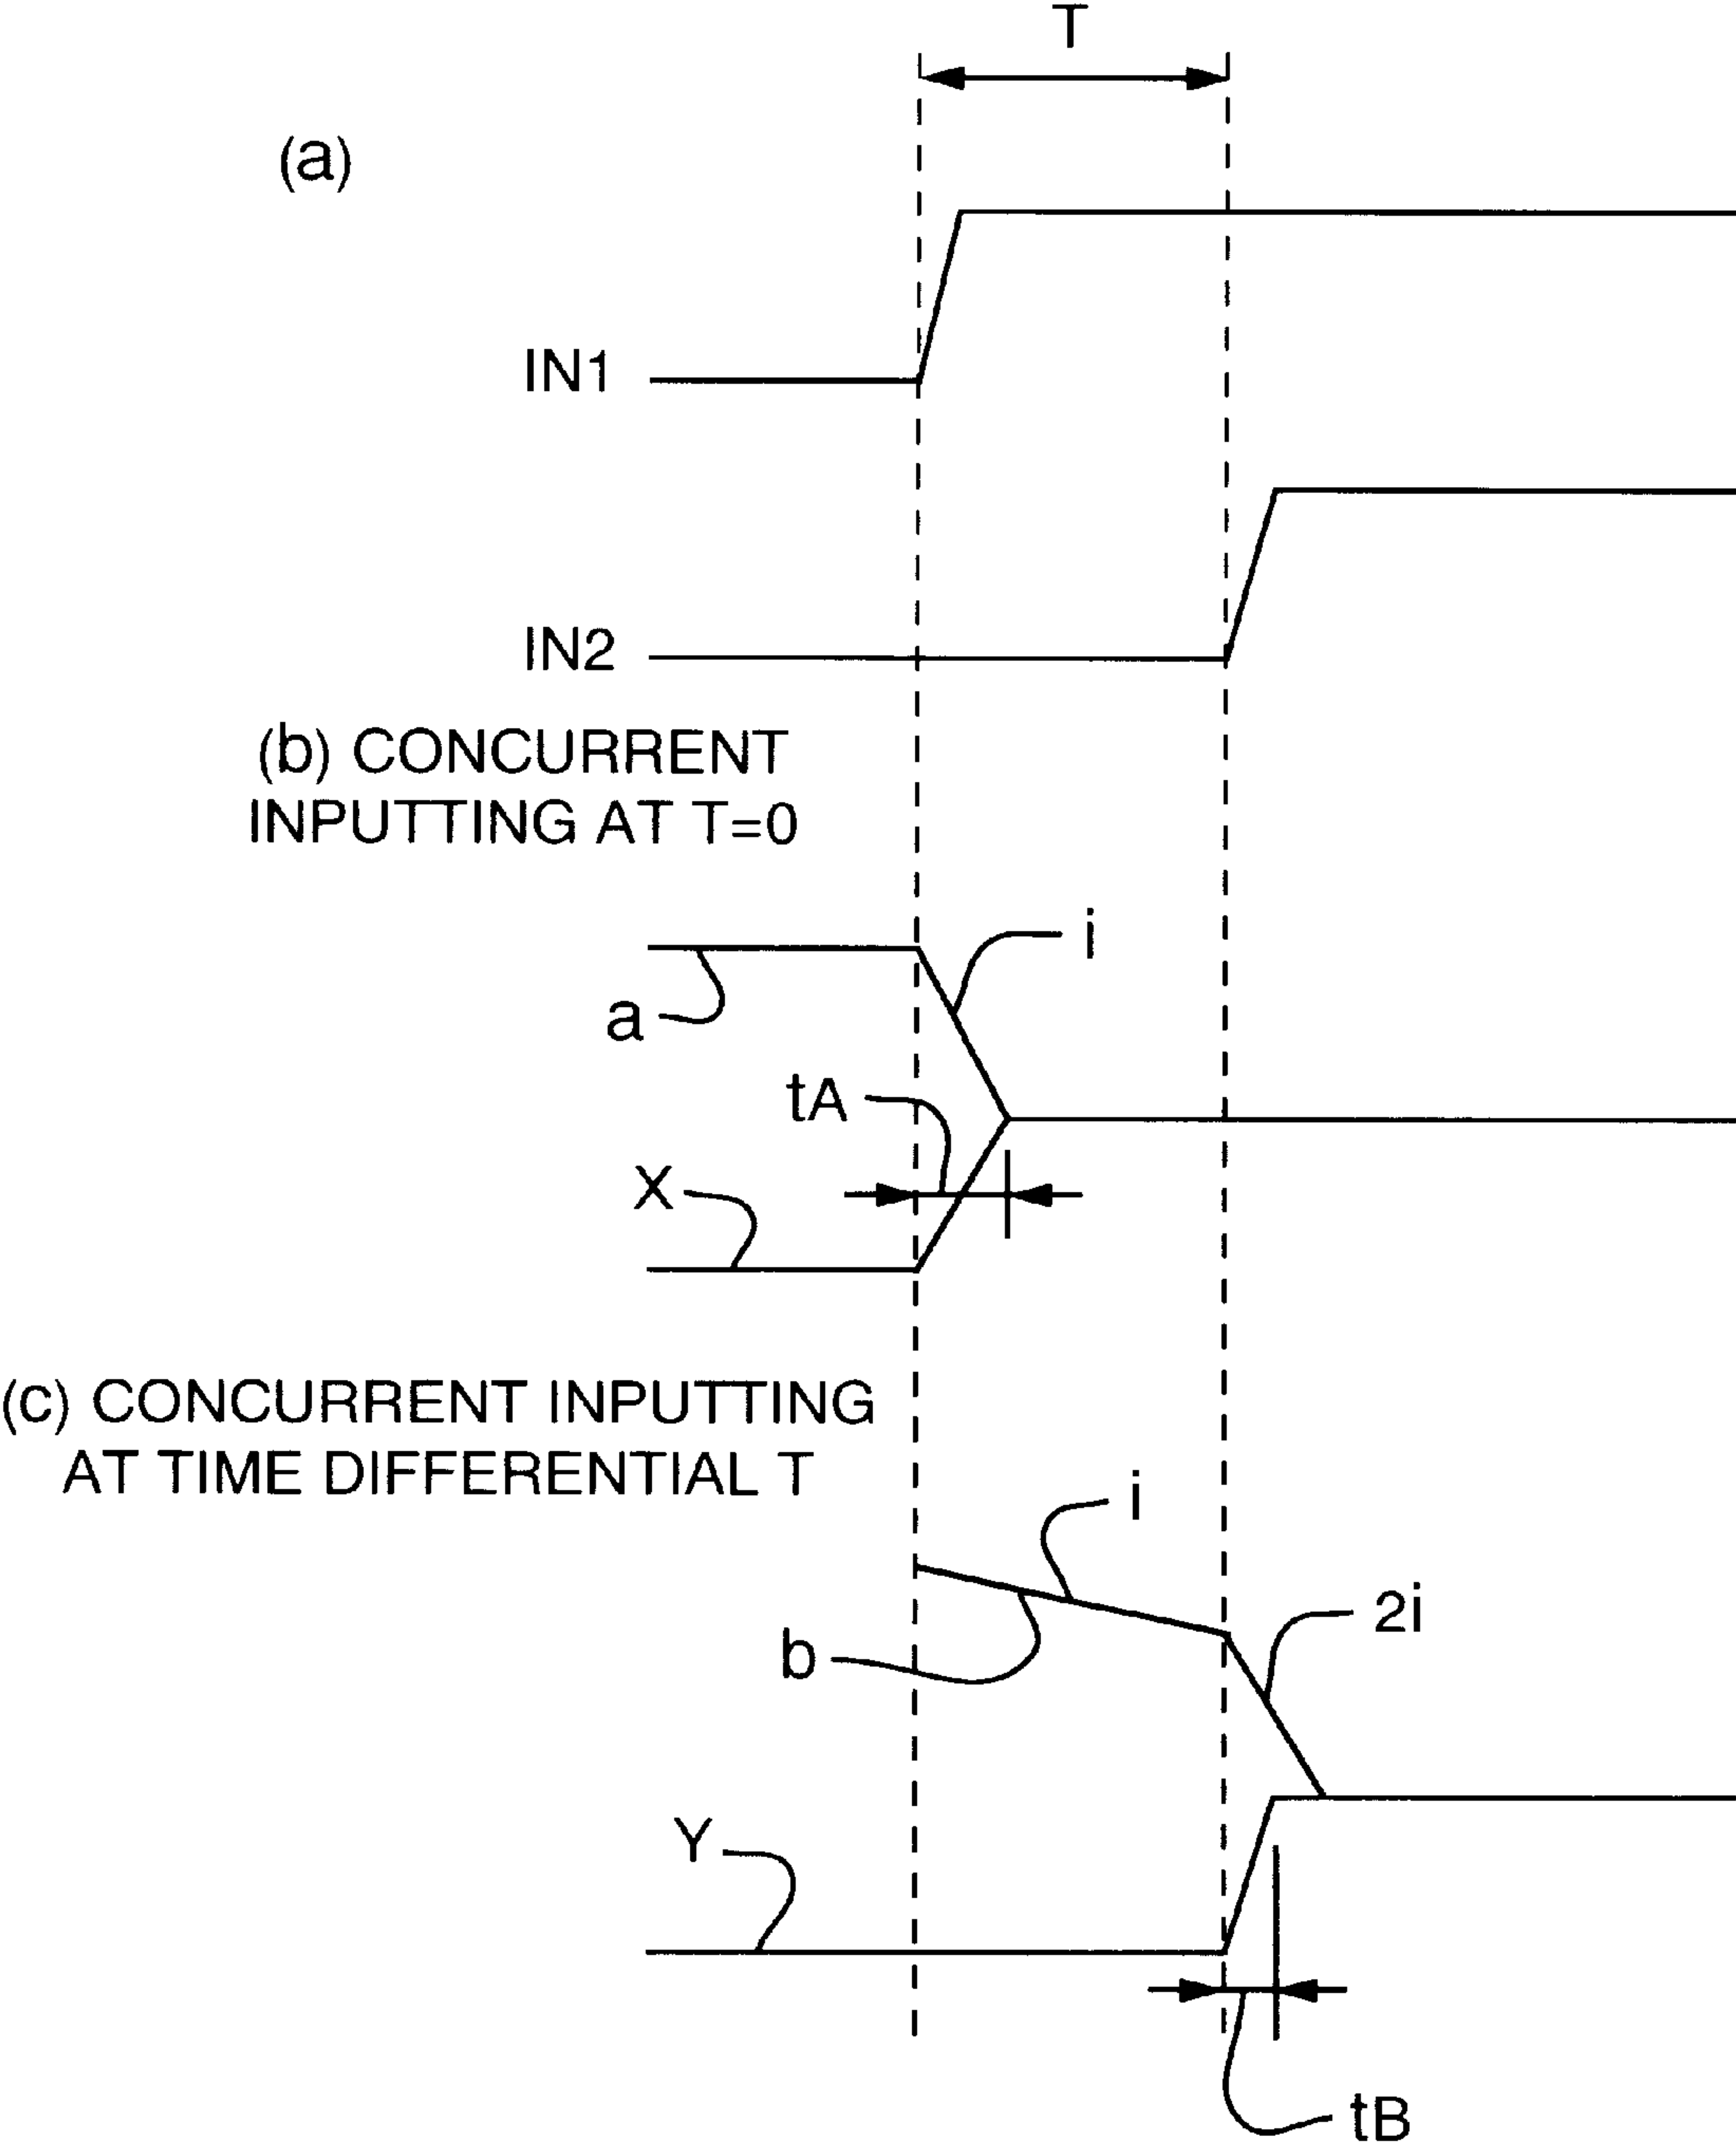 T
(a)
IN1
IN2
(b) CONCURRENT
INPUTTING AT T=0
i
a
tA
X
(c) CONCURRENT INPUTTING
AT TIME DIFFERENTIAL T
i
2i
b
Y
tB